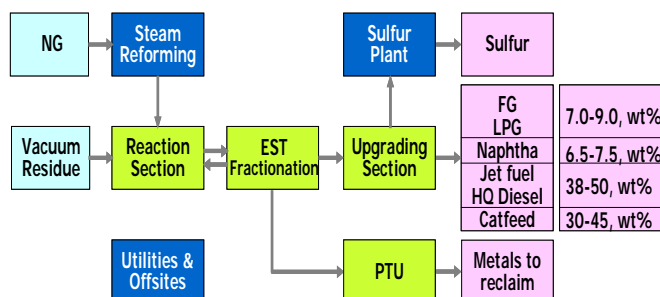 NG
Steam
Reforming
Sulfur
Plant
Sulfur
Vacuum
Residue
Reaction
Section
EST
Fractionation
Upgrading
Section
FG
LPG
7.0-9.0, wt%
Naphtha
6.5-7.5, wt%
Jet fuel
HQ Diesel
38-50, wt%
Catfeed
30-45, wt%
Utilities &
Offsites
PTU
Metals to
reclaim